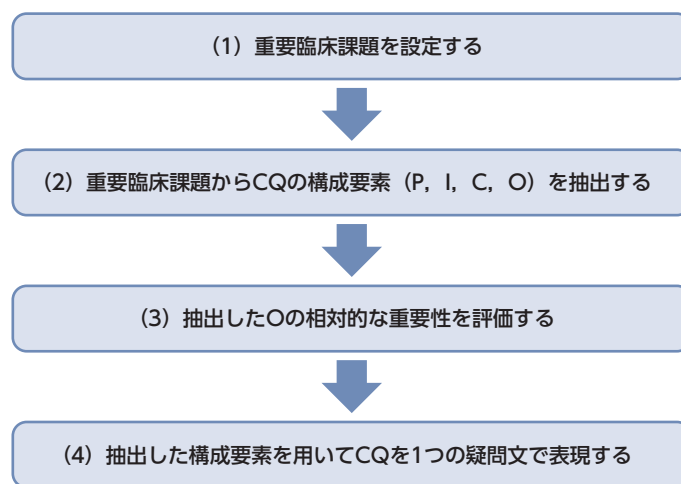 (1) 重要臨床課題を設定する
(2) 重要臨床課題からCQの構成要素(P, I, C, O)を抽出する
(3) 抽出したOの相対的な重要性を評価する
(4) 抽出した構成要素を用いてCQを1つの疑問文で表現する